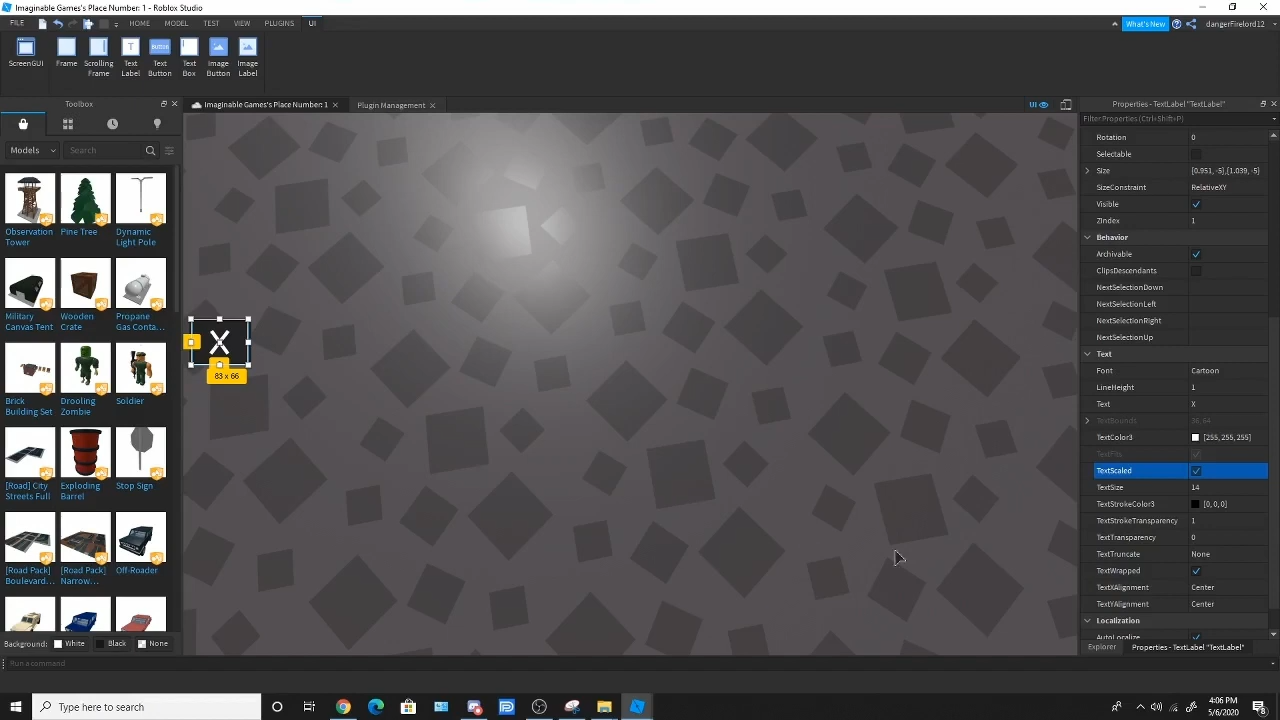 Imaginable Games's Place Number: 1 - Roblox Studio
FILE HOME MODEL TEST VIEW PLUGINS UI What's New dangerFirelord12
ScreenGUI Frame Scrolling Frame Text Label Text Button Text Box Image Button Image Label
Toolbox
Imaginable Games's Place Number: 1
Plugin Management
UI
Properties - TextLabel "TextLabel"
Models Search
Filter Properties (Ctrl+Shift+P)
Observation Tower Pine Tree Dynamic Light Pole
Military Canvas Tent Wooden Crate Propane Gas Conta...
Brick Building Set Drooling Zombie Soldier
[Road] City Streets Full Exploding Barrel Stop Sign
[Road Pack] Boulevard... [Road Pack] Narrow... Off-Roader
Background: White Black None
X
83 x 66
Rotation 0
Selectable
Size {0.951, -5},{1.039, -5}
SizeConstraint RelativeXY
Visible
ZIndex 1
Behavior
Archivable
ClipsDescendants
NextSelectionDown
NextSelectionLeft
NextSelectionRight
NextSelectionUp
Text
Font Cartoon
LineHeight 1
Text X
TextBounds
TextColor3 [255, 255, 255]
TextFits
TextScaled
TextSize 14
TextStrokeColor3 [0, 0, 0]
TextStrokeTransparency 1
TextTransparency 0
TextTruncate None
TextWrapped
TextXAlignment Center
TextYAlignment Center
Localization
AutoLocalize
Explorer Properties - TextLabel "TextLabel"
Run a command
Type here to search
4:06 PM
5/6/2020